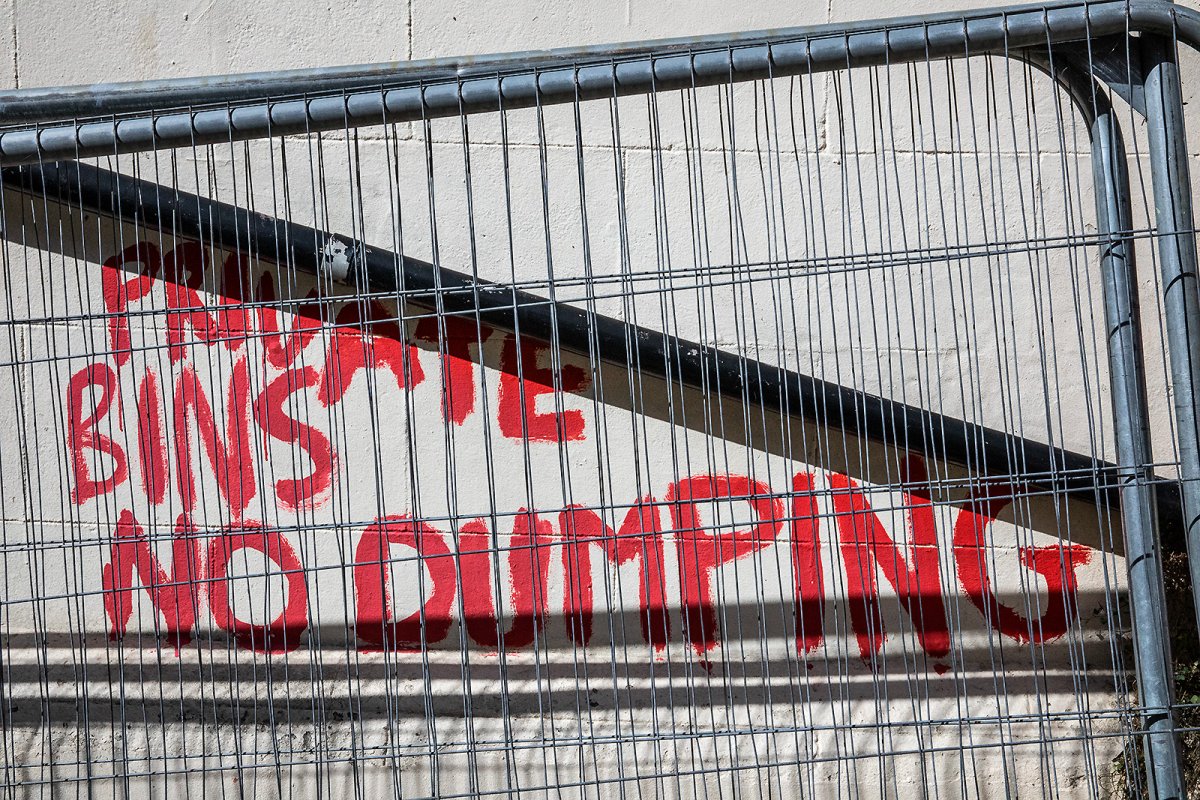 PRIVATE
BINS
NO DUMPING